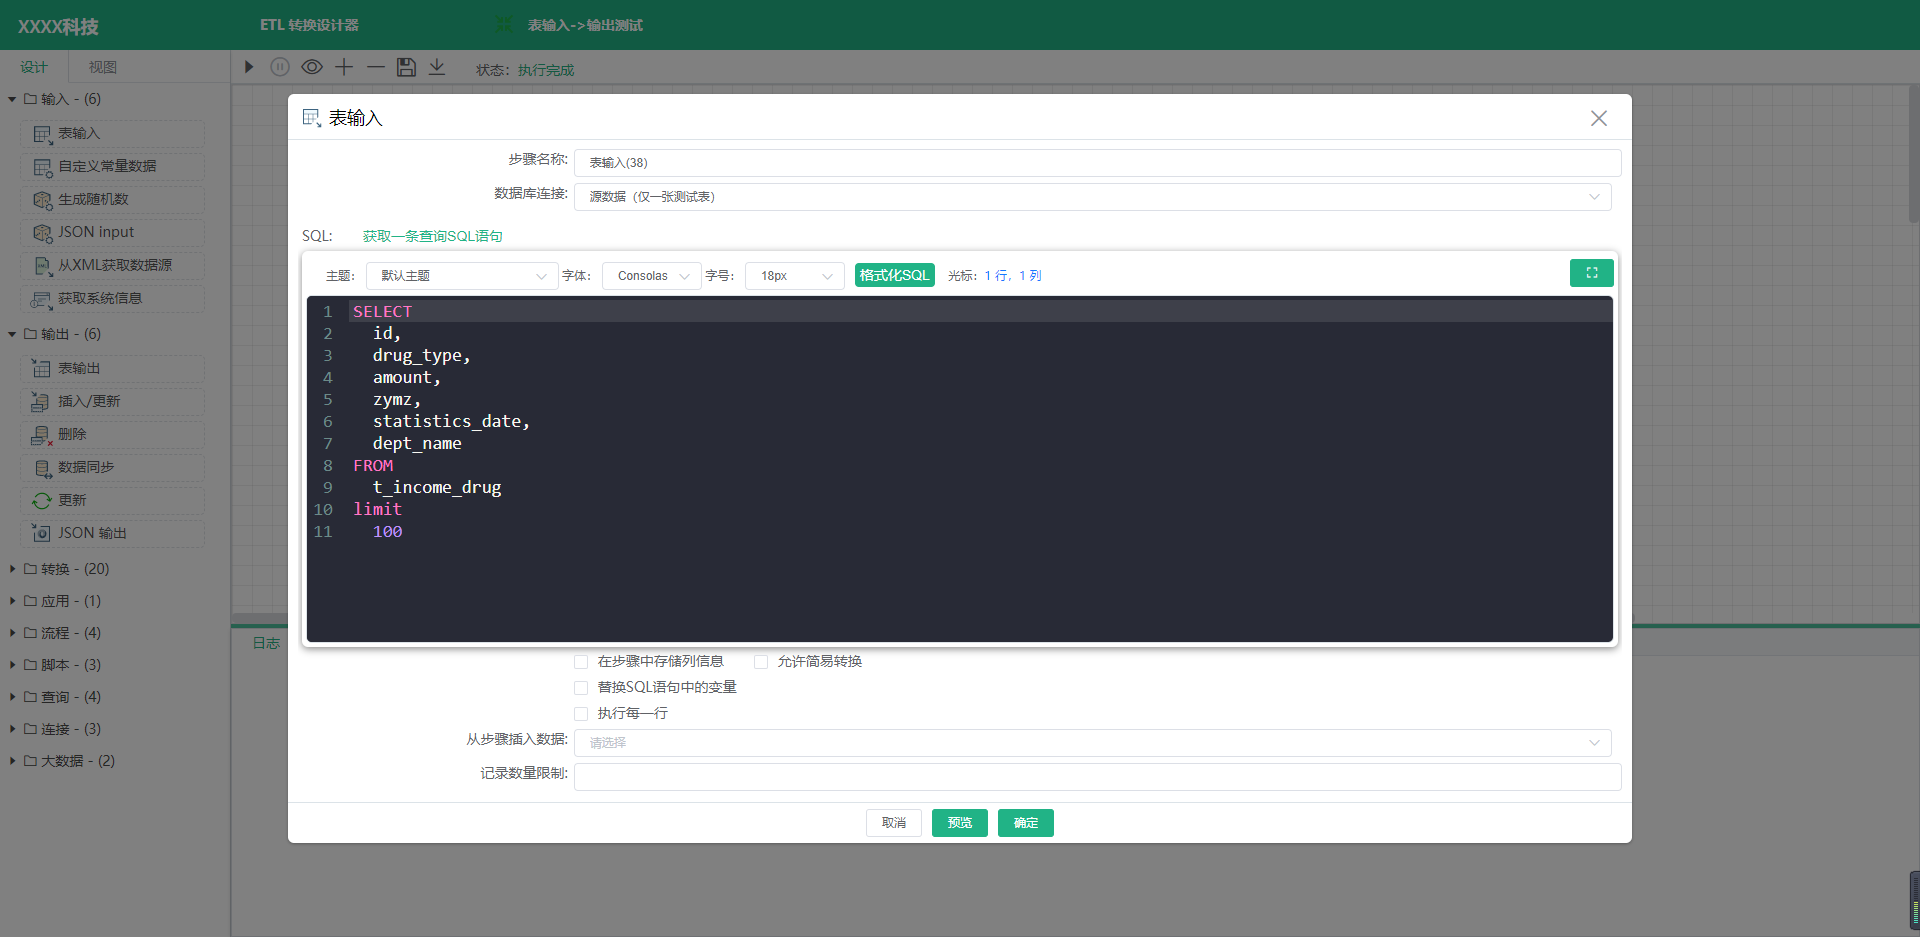 XXXX科技
ETL 转换设计器
表输入->输出测试
设计
视图
状态: 执行完成
输入 - (6)
表输入
自定义常量数据
生成随机数
JSON input
从XML获取数据源
获取系统信息
输出 - (6)
表输出
插入/更新
删除
数据同步
更新
JSON 输出
转换 - (20)
应用 - (1)
流程 - (4)
脚本 - (3)
查询 - (4)
连接 - (3)
大数据 - (2)
日志
表输入
步骤名称: 表输入(38)
数据库连接: 源数据（仅一张测试表）
SQL: 获取一条查询SQL语句
主题: 默认主题 字体: Consolas 字号: 18px 格式化SQL 光标: 1 行, 1 列
1 SELECT
2 id,
3 drug_type,
4 amount,
5 zymz,
6 statistics_date,
7 dept_name
8 FROM
9 t_income_drug
10 limit
11 100
在步骤中存储列信息 允许简易转换
替换SQL语句中的变量
执行每一行
从步骤插入数据: 请选择
记录数量限制:
取消 预览 确定